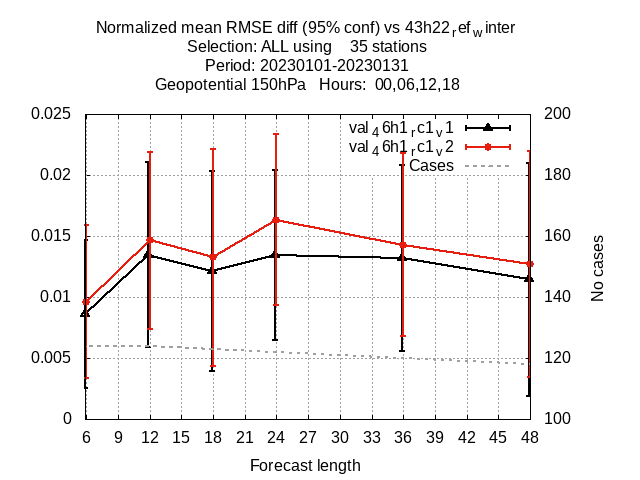 Normalized mean RMSE diff (95% conf) vs 43h22refwinter
Selection: ALL using 35 stations
Period: 20230101-20230131
Geopotential 150hPa Hours: 00,06,12,18
0.025
0.02
0.015
0.01
0.005
0
200
180
160
140
120
100
val46h1rc1v1
val46h1rc1v2
Cases
No cases
6 9 12 15 18 21 24 27 30 33 36 39 42 45 48
Forecast length